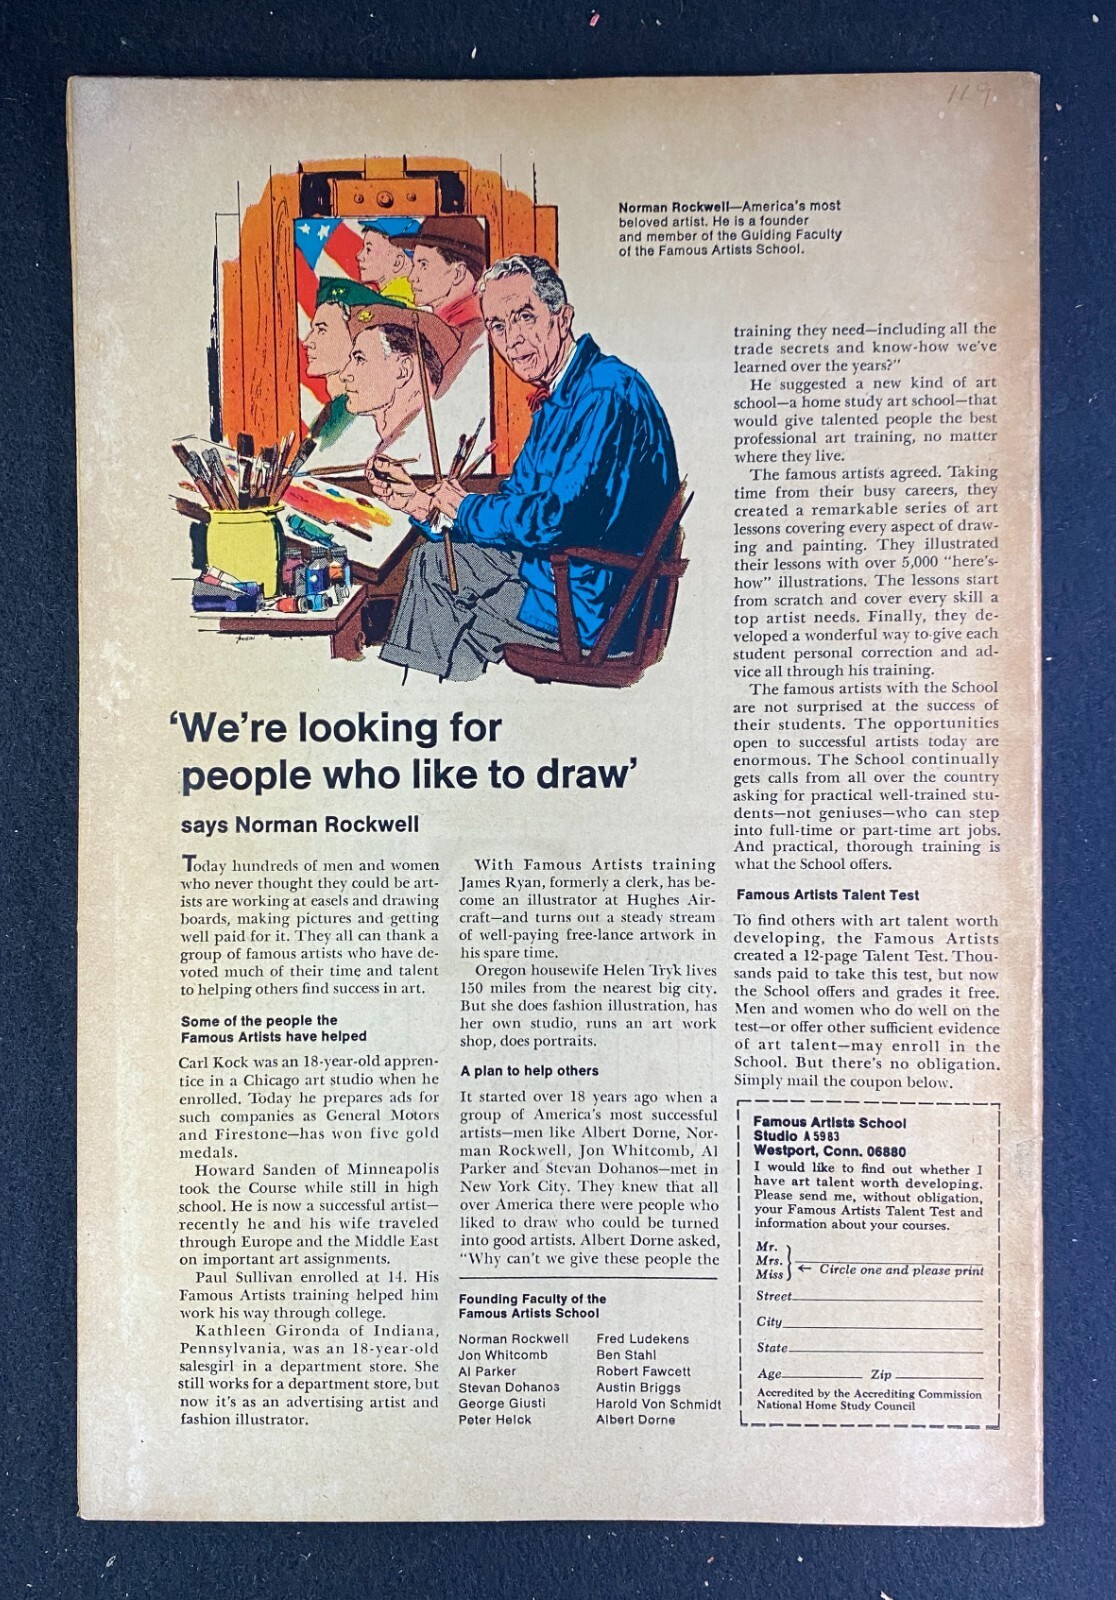 119
Norman Rockwell—America's most
beloved artist. He is a founder
and member of the Guiding Faculty
of the Famous Artists School.
'We're looking for
people who like to draw'
says Norman Rockwell
Today hundreds of men and women
who never thought they could be art-
ists are working at easels and drawing
boards, making pictures and getting
well paid for it. They all can thank a
group of famous artists who have de-
voted much of their time and talent
to helping others find success in art.
Some of the people the
Famous Artists have helped
Carl Kock was an 18-year-old appren-
tice in a Chicago art studio when he
enrolled. Today he prepares ads for
such companies as General Motors
and Firestone—has won five gold
medals.
Howard Sanden of Minneapolis
took the Course while still in high
school. He is now a successful artist—
recently he and his wife traveled
through Europe and the Middle East
on important art assignments.
Paul Sullivan enrolled at 14. His
Famous Artists training helped him
work his way through college.
Kathleen Gironda of Indiana,
Pennsylvania, was an 18-year-old
salesgirl in a department store. She
still works for a department store, but
now it's as an advertising artist and
fashion illustrator.
With Famous Artists training
James Ryan, formerly a clerk, has be-
come an illustrator at Hughes Air-
craft—and turns out a steady stream
of well-paying free-lance artwork in
his spare time.
Oregon housewife Helen Tryk lives
150 miles from the nearest big city.
But she does fashion illustration, has
her own studio, runs an art work
shop, does portraits.
A plan to help others
It started over 18 years ago when a
group of America's most successful
artists—men like Albert Dorne, Nor-
man Rockwell, Jon Whitcomb, Al
Parker and Stevan Dohanos—met in
New York City. They knew that all
over America there were people who
liked to draw who could be turned
into good artists. Albert Dorne asked,
"Why can't we give these people the
training they need—including all the
trade secrets and know-how we've
learned over the years?"
He suggested a new kind of art
school—a home study art school—that
would give talented people the best
professional art training, no matter
where they live.
The famous artists agreed. Taking
time from their busy careers, they
created a remarkable series of art
lessons covering every aspect of draw-
ing and painting. They illustrated
their lessons with over 5,000 "here's-
how" illustrations. The lessons start
from scratch and cover every skill a
top artist needs. Finally, they de-
veloped a wonderful way to give each
student personal correction and ad-
vice all through his training.
The famous artists with the School
are not surprised at the success of
their students. The opportunities
open to successful artists today are
enormous. The School continually
gets calls from all over the country
asking for practical well-trained stu-
dents—not geniuses—who can step
into full-time or part-time art jobs.
And practical, thorough training is
what the School offers.
Famous Artists Talent Test
To find others with art talent worth
developing, the Famous Artists
created a 12-page Talent Test. Thou-
sands paid to take this test, but now
the School offers and grades it free.
Men and women who do well on the
test—or offer other sufficient evidence
of art talent—may enroll in the
School. But there's no obligation.
Simply mail the coupon below.
Founding Faculty of the
Famous Artists School
Norman Rockwell
Jon Whitcomb
Al Parker
Stevan Dohanos
George Giusti
Peter Helck
Fred Ludekens
Ben Stahl
Robert Fawcett
Austin Briggs
Harold Von Schmidt
Albert Dorne
Famous Artists School
Studio A5983
Westport, Conn. 06880
I would like to find out whether I
have art talent worth developing.
Please send me, without obligation,
your Famous Artists Talent Test and
information about your courses.
Mr.
Mrs.
Miss ← Circle one and please print
Street
City
State
Age Zip
Accredited by the Accrediting Commission
National Home Study Council